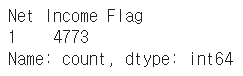 Net Income Flag
1    4773
Name: count, dtype: int64